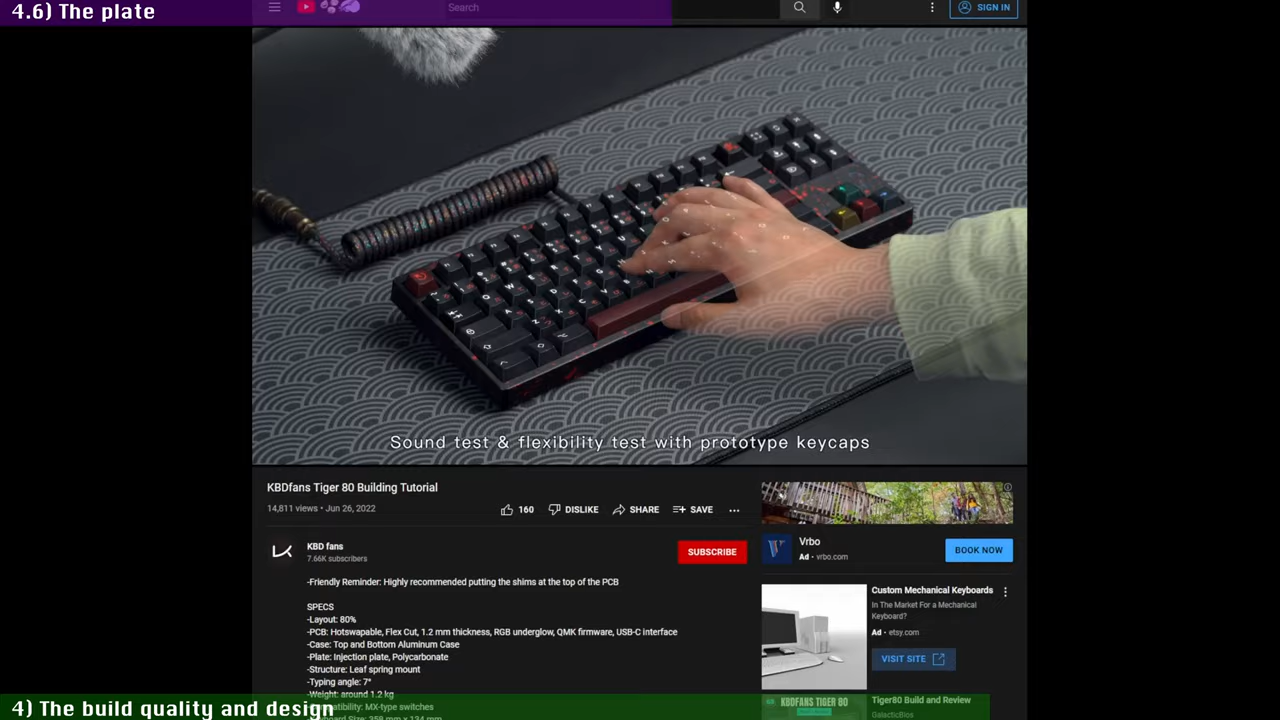 4.6) The plate
Search
SIGN IN
Sound test & flexibility test with prototype keycaps
KBDfans Tiger 80 Building Tutorial
14,811 views • Jun 26, 2022
160
DISLIKE
SHARE
SAVE
KBD fans
7.66K subscribers
SUBSCRIBE
-Friendly Reminder: Highly recommended putting the shims at the top of the PCB
SPECS
-Layout: 80%
-PCB: Hotswapable, Flex Cut, 1.2 mm thickness, RGB underglow, QMK firmware, USB-C interface
-Case: Top and Bottom Aluminum Case
-Plate: Injection plate, Polycarbonate
-Structure: Leaf spring mount
-Typing angle: 7°
-Weight: around 1.2 kg
MX-type switches
Vrbo
Ad • vrbo.com
BOOK NOW
Custom Mechanical Keyboards
In The Market For a Mechanical
Keyboard?
Ad • etsy.com
VISIT SITE
KBDFANS TIGER 80
Tiger80 Build and Review
GalacticBlos
4) The build quality and design